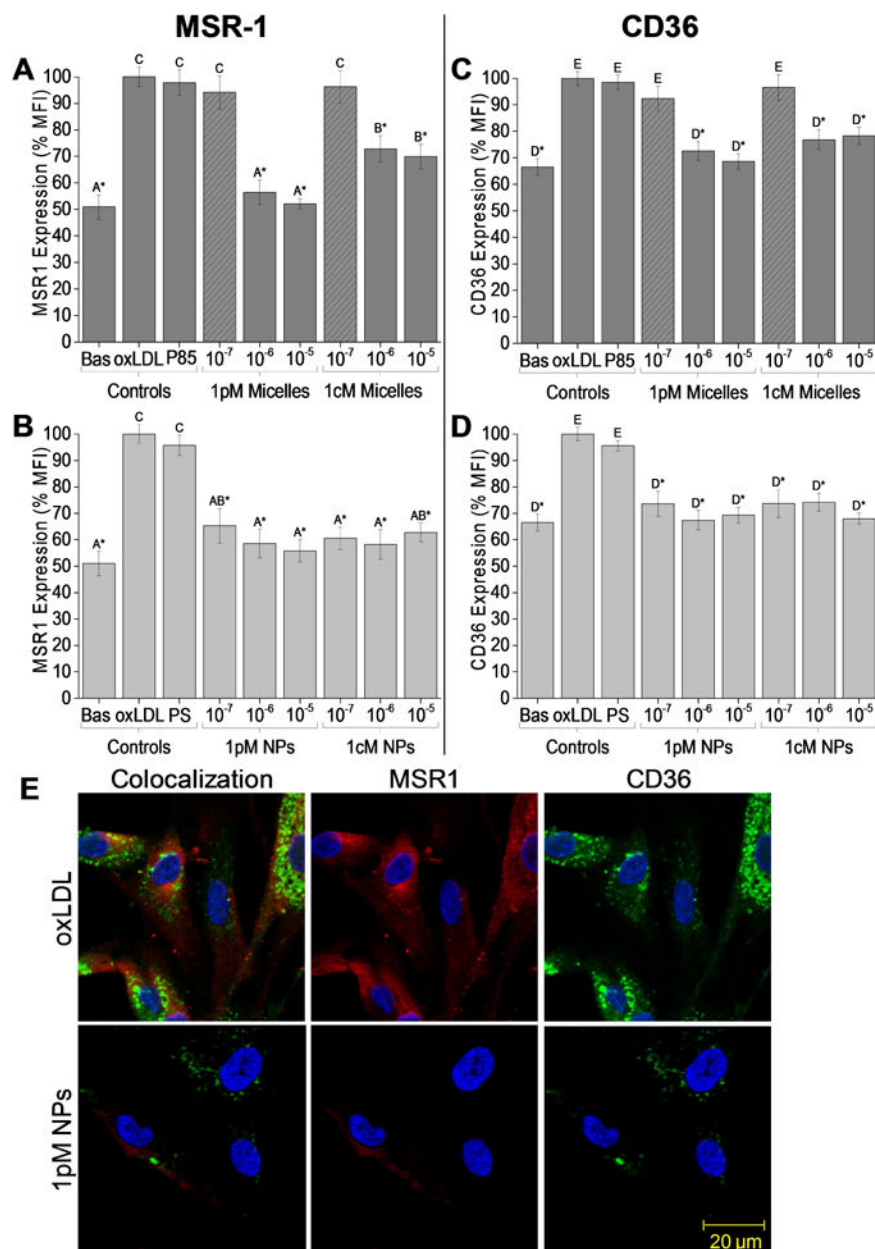 MSR-1
CD36
A
MSR1 Expression (% MFI)
100
90
80
70
60
50
40
30
20
10
0
A*
C
C
C
A*
A*
C
B*
B*
Bas oxLDL P85 10-7 10-6 10-5 10-7 10-6 10-5
Controls 1pM Micelles 1cM Micelles
C
CD36 Expression (% MFI)
100
90
80
70
60
50
40
30
20
10
0
D*
E
E
E
D*
D*
E
D*
D*
Bas oxLDL P85 10-7 10-6 10-5 10-7 10-6 10-5
Controls 1pM Micelles 1cM Micelles
B
MSR1 Expression (% MFI)
100
90
80
70
60
50
40
30
20
10
0
A*
C
C
AB*
A*
A*
A*
A*
AB*
Bas oxLDL PS 10-7 10-6 10-5 10-7 10-6 10-5
Controls 1pM NPs 1cM NPs
D
CD36 Expression (% MFI)
100
90
80
70
60
50
40
30
20
10
0
D*
E
E
D*
D*
D*
D*
D*
D*
Bas oxLDL PS 10-7 10-6 10-5 10-7 10-6 10-5
Controls 1pM NPs 1cM NPs
E
Colocalization MSR1 CD36
oxLDL
1pM NPs
20 µm